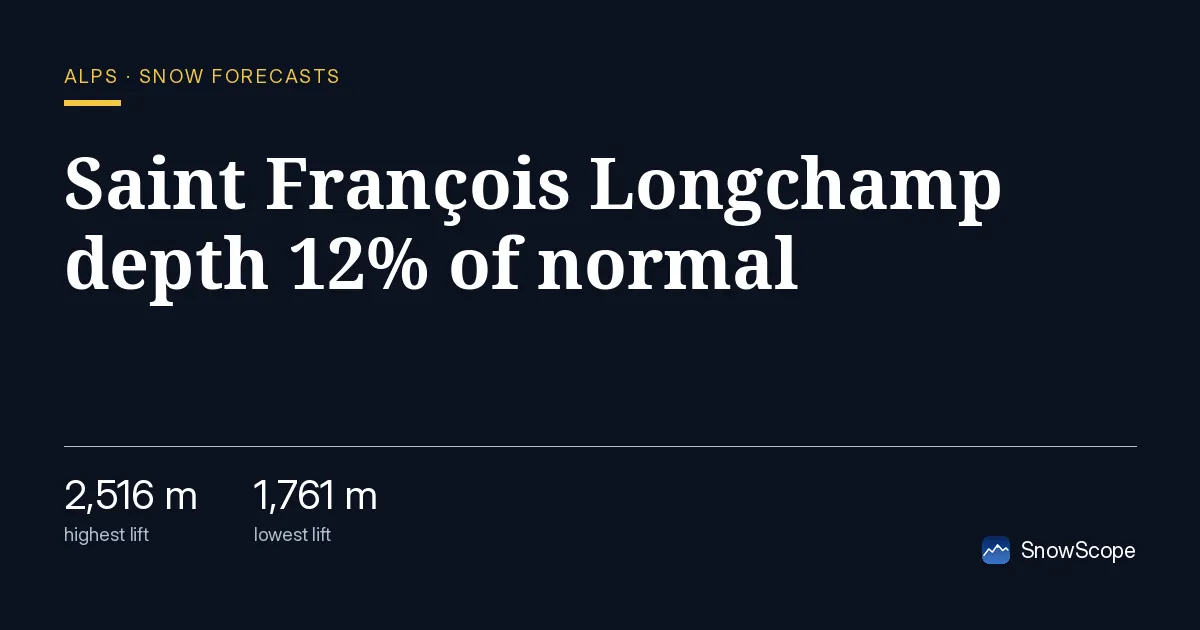 ALPS · SNOW FORECASTS
Saint François Longchamp
depth 12% of normal
2,516 m
highest lift
1,761 m
lowest lift
SnowScope